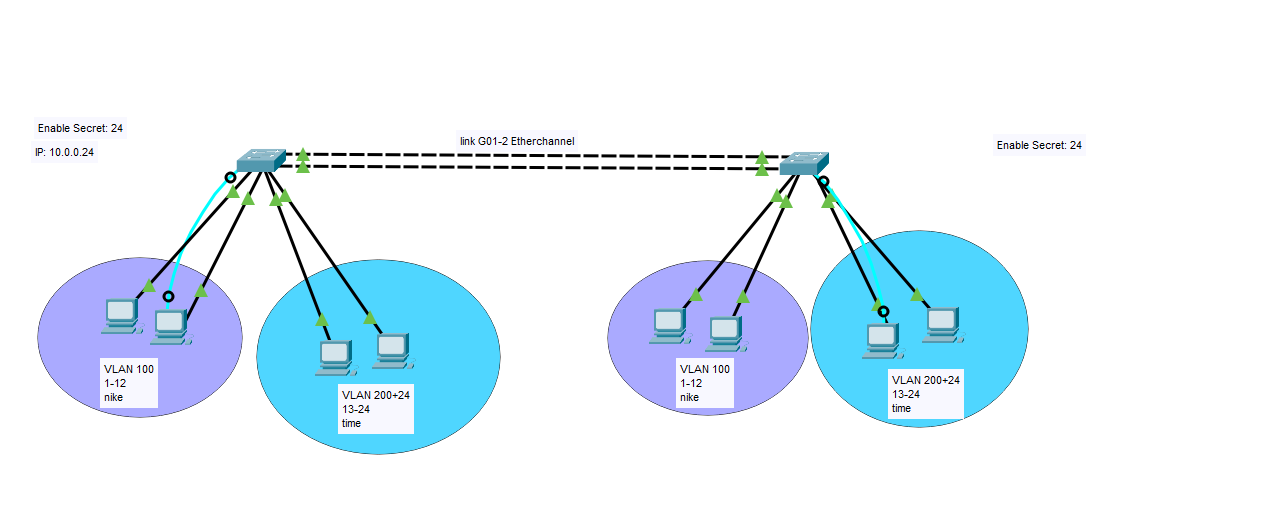 Enable Secret: 24
IP: 10.0.0.24
link G01-2 Etherchannel
Enable Secret: 24
VLAN 100
1-12
nike
VLAN 200+24
13-24
time
VLAN 100
1-12
nike
VLAN 200+24
13-24
time